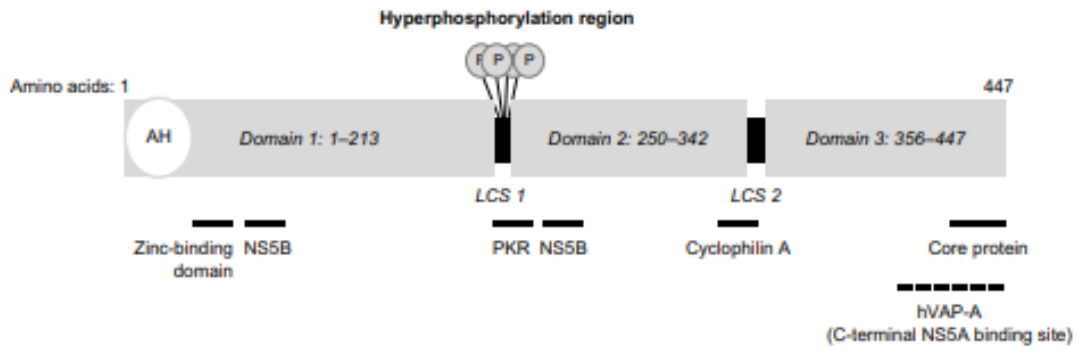 Hyperphosphorylation region
P P P P
Amino acids: 1
447
AH
Domain 1: 1–213
Domain 2: 250–342
Domain 3: 356–447
LCS 1
LCS 2
Zinc-binding
domain
NS5B
PKR
NS5B
Cyclophilin A
Core protein
hVAP-A
(C-terminal NS5A binding site)